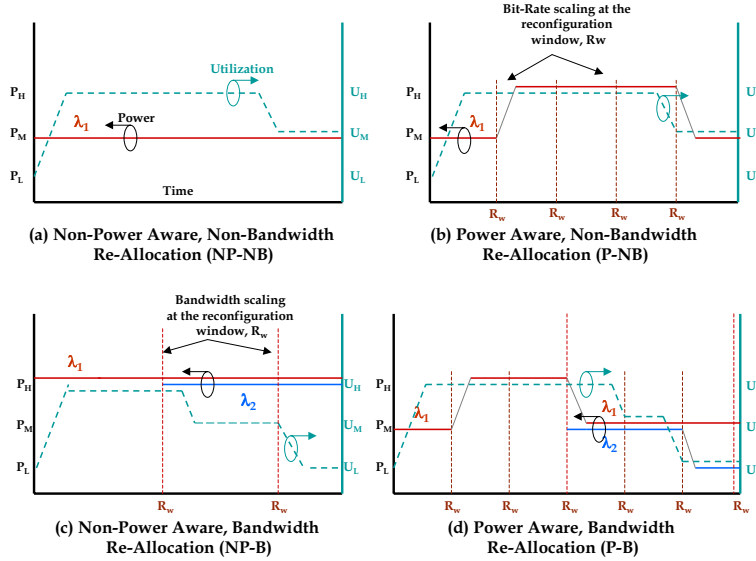 Bit-Rate scaling at the
reconfiguration
window, Rw
Utilization
P_H
U_H
P_H
U
λ1
Power
P_M
U_M
P_M
λ1
U
P_L
U_L
P_L
U
Time
R_w R_w R_w R_w
(a) Non-Power Aware, Non-Bandwidth
Re-Allocation (NP-NB)
(b) Power Aware, Non-Bandwidth
Re-Allocation (P-NB)
Bandwidth scaling
at the reconfiguration
window, R_w
λ1
P_H
U_H
P_H
U
λ2
λ1
λ1
P_M
U_M
P_M
U
λ2
P_L
U_L
P_L
U
R_w R_w
R_w R_w R_w R_w R_w R_w
(c) Non-Power Aware, Bandwidth
Re-Allocation (NP-B)
(d) Power Aware, Bandwidth
Re-Allocation (P-B)